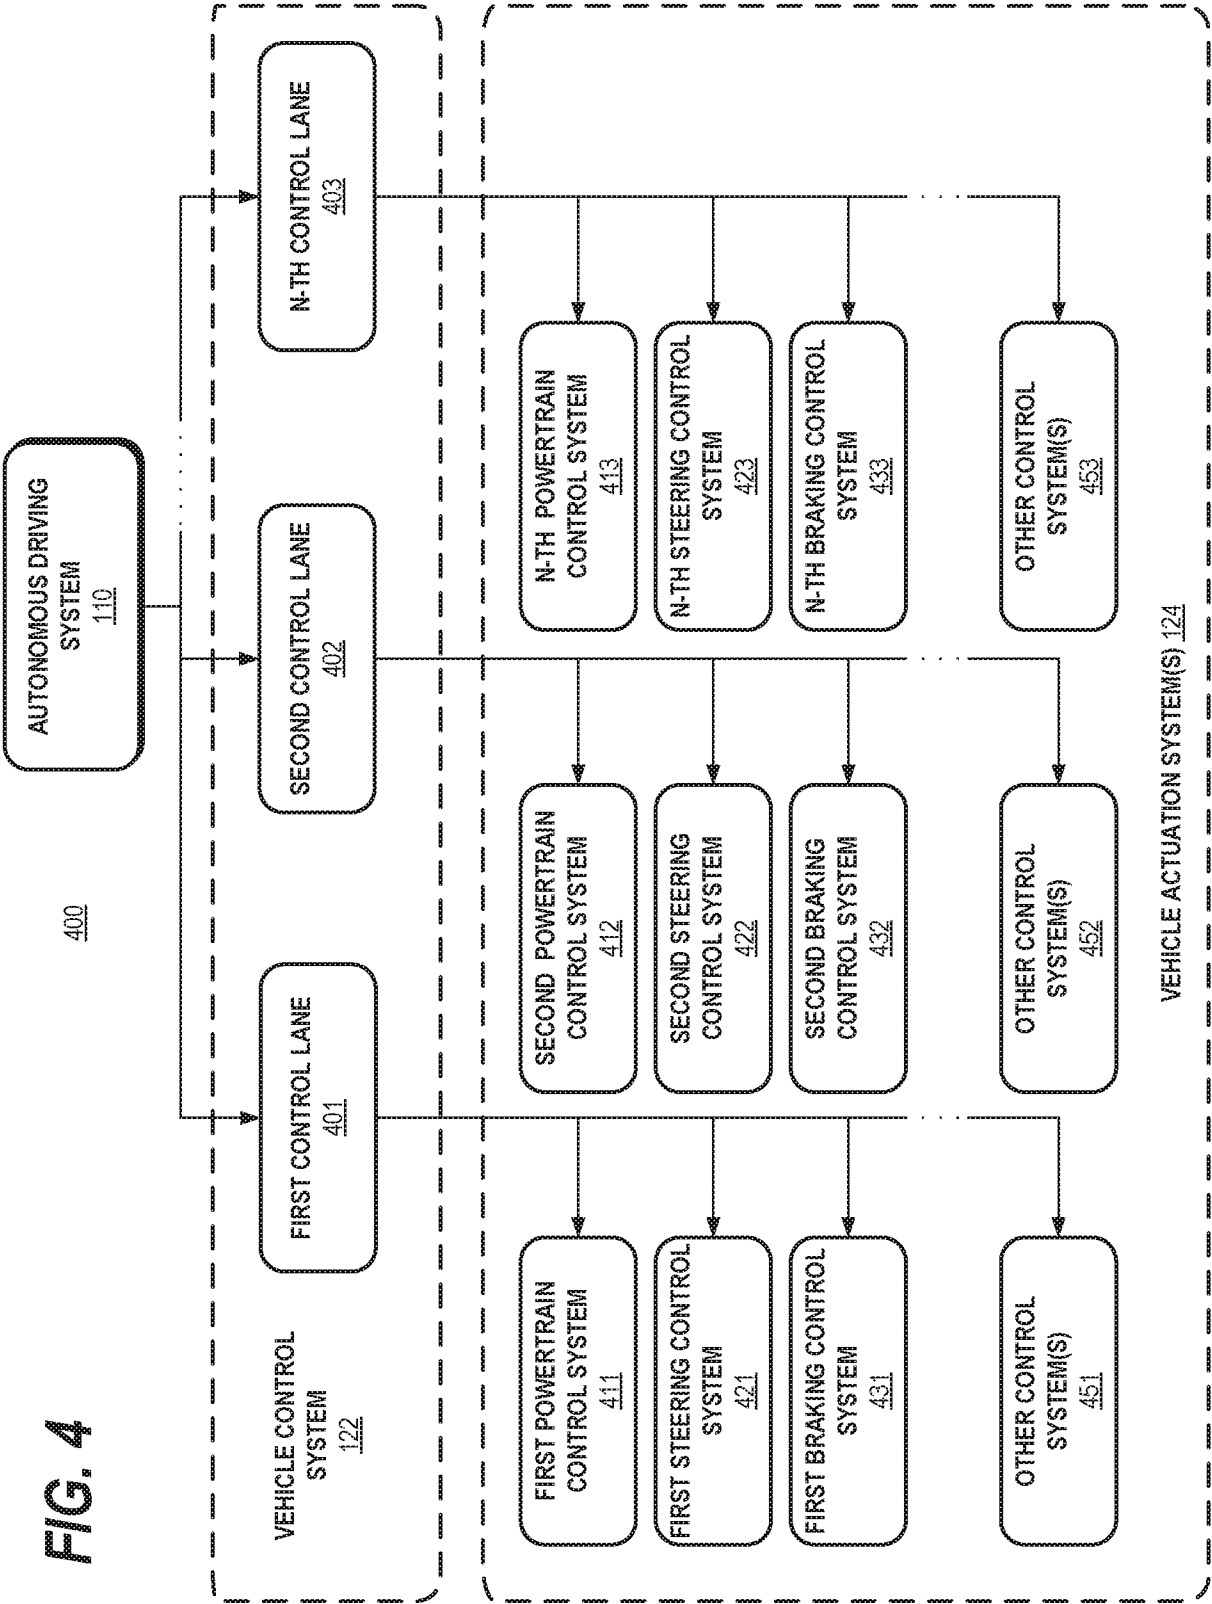 FIG. 4
400
AUTONOMOUS DRIVING
SYSTEM
110
VEHICLE CONTROL
SYSTEM
122
FIRST CONTROL LANE
401
SECOND CONTROL LANE
402
N-TH CONTROL LANE
403
FIRST POWERTRAIN
CONTROL SYSTEM
411
SECOND POWERTRAIN
CONTROL SYSTEM
412
N-TH POWERTRAIN
CONTROL SYSTEM
413
FIRST STEERING CONTROL
SYSTEM
421
SECOND STEERING
CONTROL SYSTEM
422
N-TH STEERING CONTROL
SYSTEM
423
FIRST BRAKING CONTROL
SYSTEM
431
SECOND BRAKING
CONTROL SYSTEM
432
N-TH BRAKING CONTROL
SYSTEM
433
OTHER CONTROL
SYSTEM(S)
451
OTHER CONTROL
SYSTEM(S)
452
OTHER CONTROL
SYSTEM(S)
453
VEHICLE ACTUATION SYSTEM(S) 124